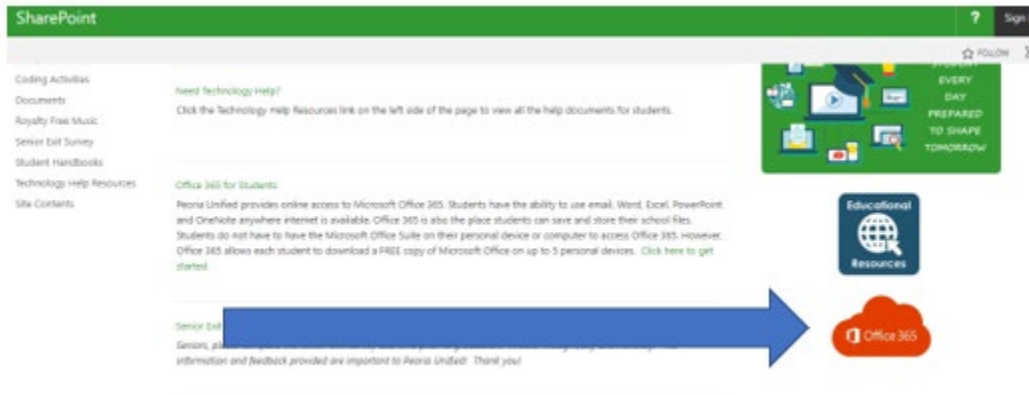 SharePoint
? Sign
FOLLOW
Coding Activities
Documents
Royalty Free Music
Senior Exit Survey
Student Handbooks
Technology Help Resources
Site Contents
Need Technology Help?
Click the Technology Help Resources link on the left side of the page to view all the help documents for students.
Office 365 for Students
Peoria Unified provides online access to Microsoft Office 365. Students have the ability to use email, Word, Excel, PowerPoint
and OneNote anywhere internet is available. Office 365 is also the place students can save and store their school files.
Students do not have to have the Microsoft Office Suite on their personal device or computer to access Office 365. However,
Office 365 allows each student to download a FREE copy of Microsoft Office on up to 5 personal devices. Click here to get
started.
Senior Exit
Seniors, please
information and feedback provided are important to Peoria Unified! Thank you!
EVERY
DAY
PREPARED
TO SHAPE
TOMORROW
Educational
Resources
Office 365